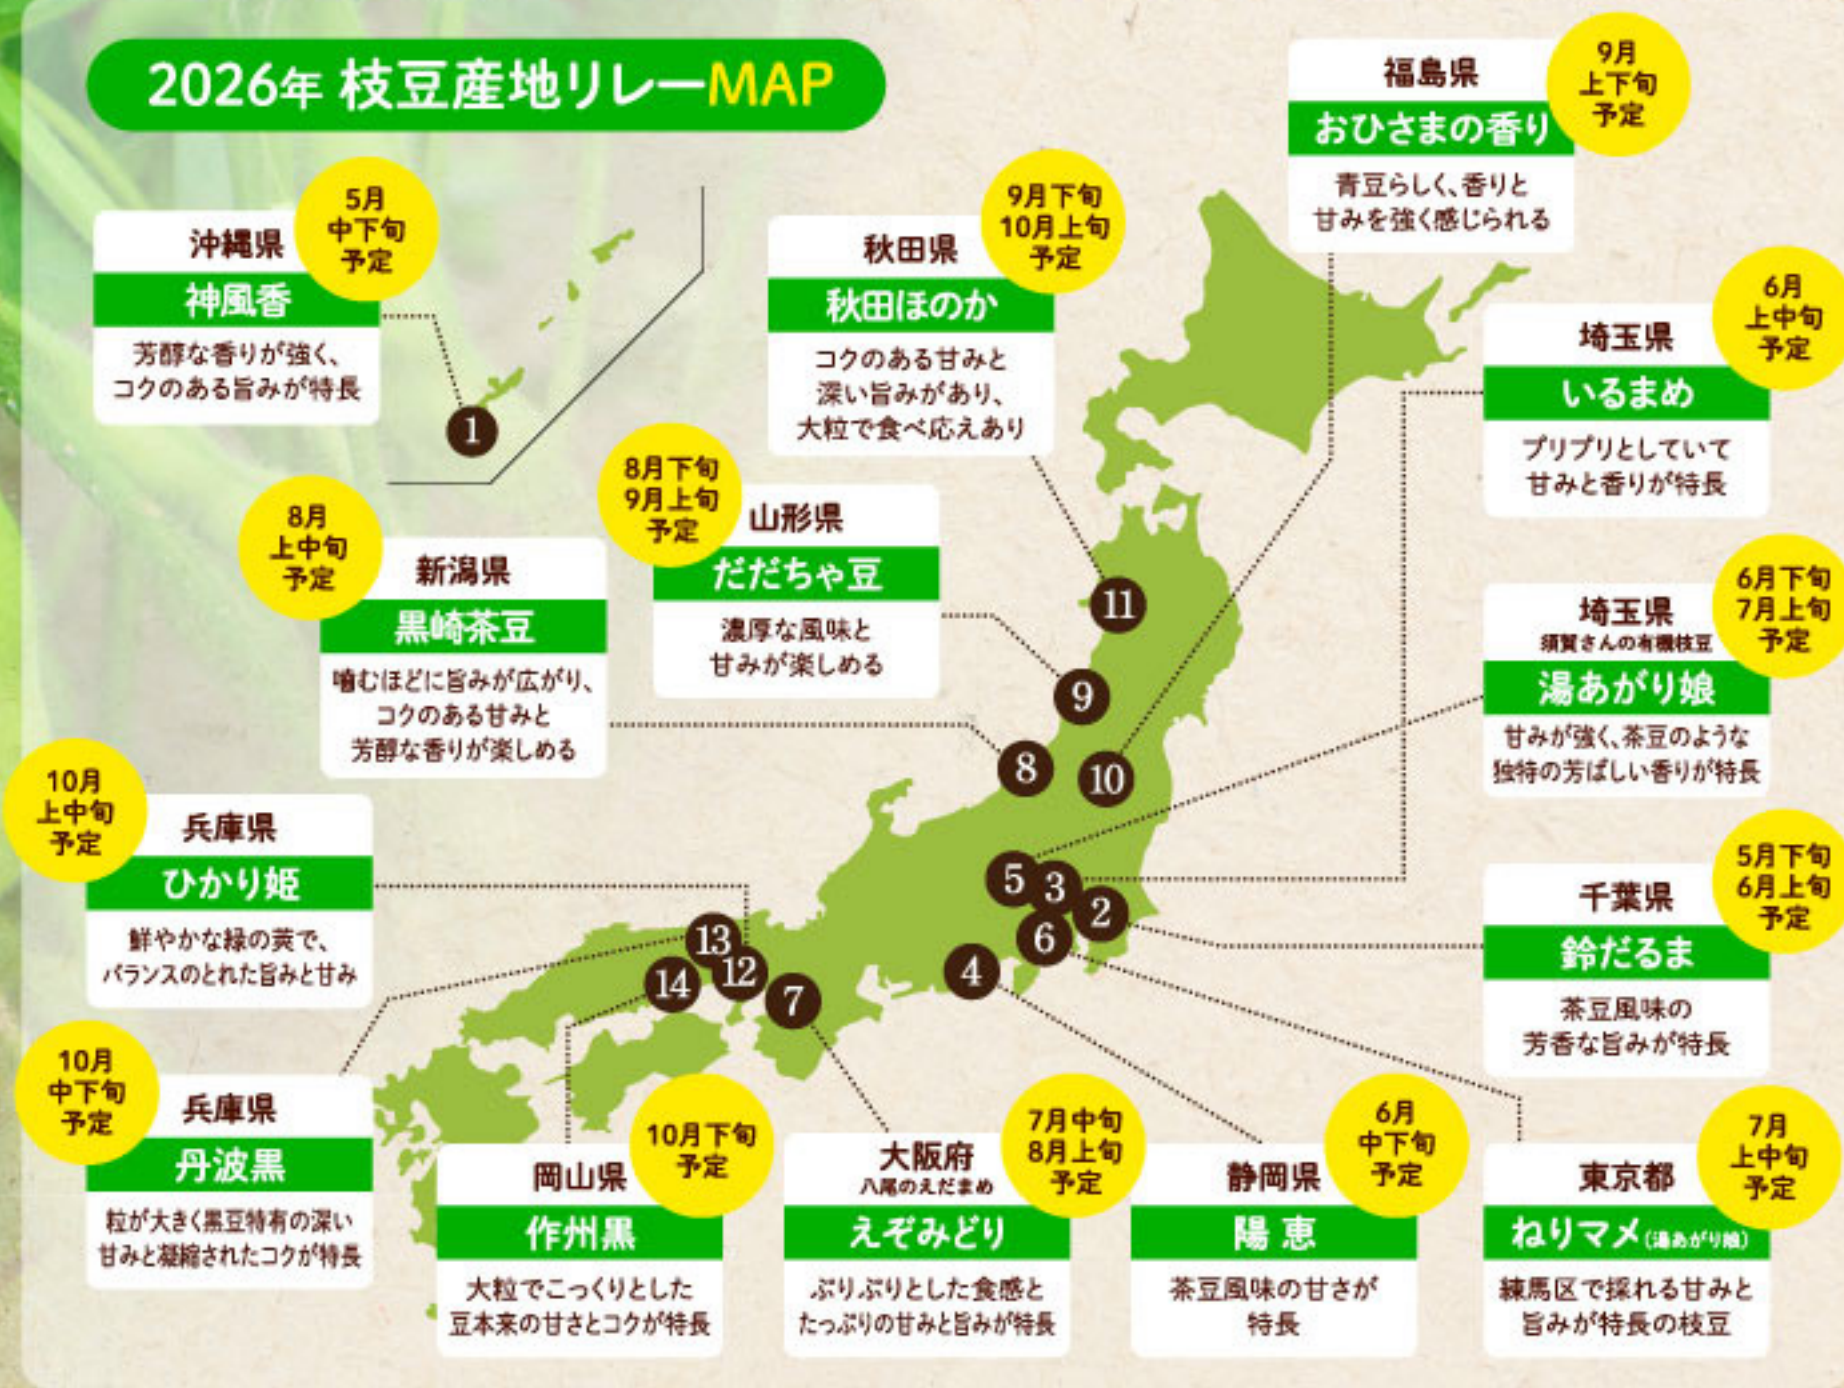 2026年 枝豆産地リレーMAP
沖縄県
5月
中下旬
予定
神風香
芳醇な香りが強く、
コクのある旨みが特長
秋田県
9月下旬
10月上旬
予定
秋田ほのか
コクのある甘みと
深い旨みがあり、
大粒で食べ応えあり
福島県
9月
上下旬
予定
おひさまの香り
青豆らしく、香りと
甘みを強く感じられる
埼玉県
6月
上中旬
予定
いるまめ
プリプリとしていて
甘みと香りが特長
新潟県
8月
上中旬
予定
黒崎茶豆
噛むほどに旨みが広がり、
コクのある甘みと
芳醇な香りが楽しめる
山形県
8月下旬
9月上旬
予定
だだちゃ豆
濃厚な風味と
甘みが楽しめる
埼玉県
須賀さんの有機枝豆
6月下旬
7月上旬
予定
湯あがり娘
甘みが強く、茶豆のような
独特の芳ばしい香りが特長
兵庫県
10月
上中旬
予定
ひかり姫
鮮やかな緑の莢で、
バランスのとれた旨みと甘み
千葉県
5月下旬
6月上旬
予定
鈴だるま
茶豆風味の
芳香な旨みが特長
兵庫県
10月
中下旬
予定
丹波黒
粒が大きく黒豆特有の深い
甘みと凝縮されたコクが特長
岡山県
10月下旬
予定
作州黒
大粒でこっくりとした
豆本来の甘さとコクが特長
大阪府
八尾のえだまめ
7月中旬
8月上旬
予定
えぞみどり
ぷりぷりとした食感と
たっぷりの甘みと旨みが特長
静岡県
6月
中下旬
予定
陽恵
茶豆風味の甘さが
特長
東京都
7月
上中旬
予定
ねりマメ(湯あがり娘)
練馬区で採れる甘みと
旨みが特長の枝豆
1
11
9
8
10
5
3
2
6
4
13
12
14
7